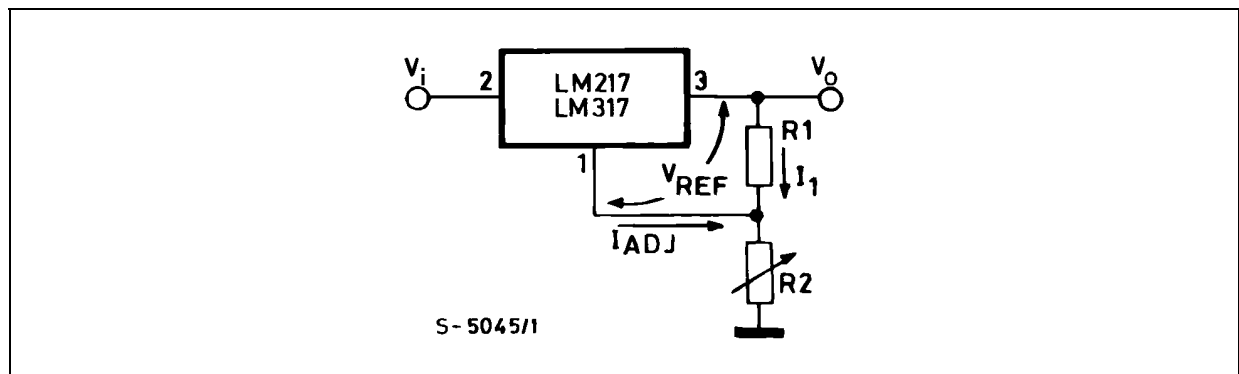 Vi
2
LM217
LM317
3
Vo
1
R1
VREF
I1
IADJ
R2
S-5045/1